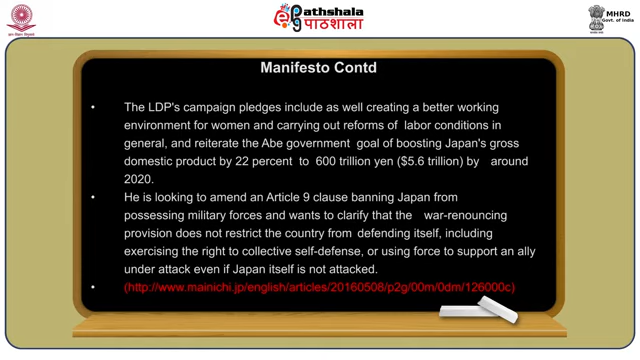 Pathshala
पाठशाला
MHRD
Govt. of India
Manifesto Contd
• The LDP's campaign pledges include as well creating a better working
environment for women and carrying out reforms of labor conditions in
general, and reiterate the Abe government goal of boosting Japan's gross
domestic product by 22 percent to 600 trillion yen ($5.6 trillion) by around
2020.
• He is looking to amend an Article 9 clause banning Japan from
possessing military forces and wants to clarify that the war-renouncing
provision does not restrict the country from defending itself, including
exercising the right to collective self-defense, or using force to support an ally
under attack even if Japan itself is not attacked.
• (http://www.mainichi.jp/english/articles/20160508/p2g/00m/0dm/126000c)